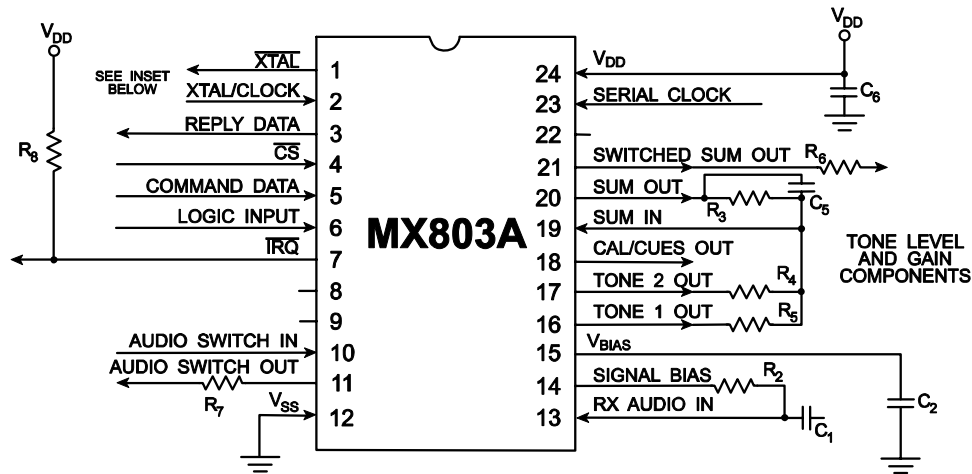 VDD
VDD
XTAL
1
24
VDD
SEE INSET
BELOW
XTAL/CLOCK
2
23
SERIAL CLOCK
C6
REPLY DATA
3
22
R8
CS
4
21
SWITCHED SUM OUT
R6
COMMAND DATA
5
20
SUM OUT
R3
C5
LOGIC INPUT
6
MX803A
19
SUM IN
IRQ
7
18
CAL/CUES OUT
TONE LEVEL
AND GAIN
COMPONENTS
8
17
TONE 2 OUT
R4
9
16
TONE 1 OUT
R5
AUDIO SWITCH IN
10
15
VBIAS
AUDIO SWITCH OUT
11
14
SIGNAL BIAS
R2
R7
VSS
12
13
RX AUDIO IN
C1
C2